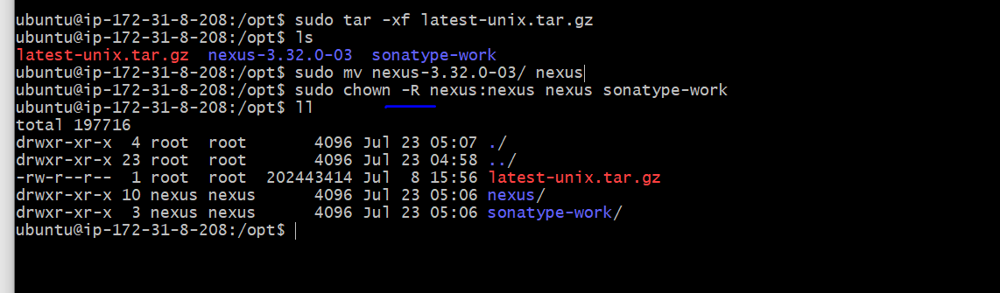 ubuntu@ip-172-31-8-208:/opt$ sudo tar -xf latest-unix.tar.gz
ubuntu@ip-172-31-8-208:/opt$ ls
latest-unix.tar.gz  nexus-3.32.0-03  sonatype-work
ubuntu@ip-172-31-8-208:/opt$ sudo mv nexus-3.32.0-03/ nexus
ubuntu@ip-172-31-8-208:/opt$ sudo chown -R nexus:nexus nexus sonatype-work
ubuntu@ip-172-31-8-208:/opt$ ll
total 197716
drwxr-xr-x  4 root  root       4096 Jul 23 05:07 ./
drwxr-xr-x 23 root  root       4096 Jul 23 04:58 ../
-rw-r--r--  1 root  root  202443414 Jul  8 15:56 latest-unix.tar.gz
drwxr-xr-x 10 nexus nexus      4096 Jul 23 05:06 nexus/
drwxr-xr-x  3 nexus nexus      4096 Jul 23 05:06 sonatype-work/
ubuntu@ip-172-31-8-208:/opt$